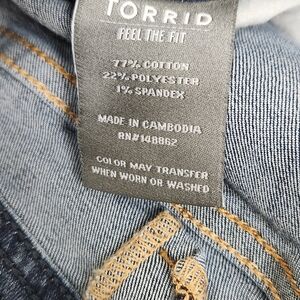 TORRID
FEEL THE FIT
77% COTTON
22% POLYESTER
1% SPANDEX
MADE IN CAMBODIA
RN#148862
COLOR MAY TRANSFER
WHEN WORN OR WASHED